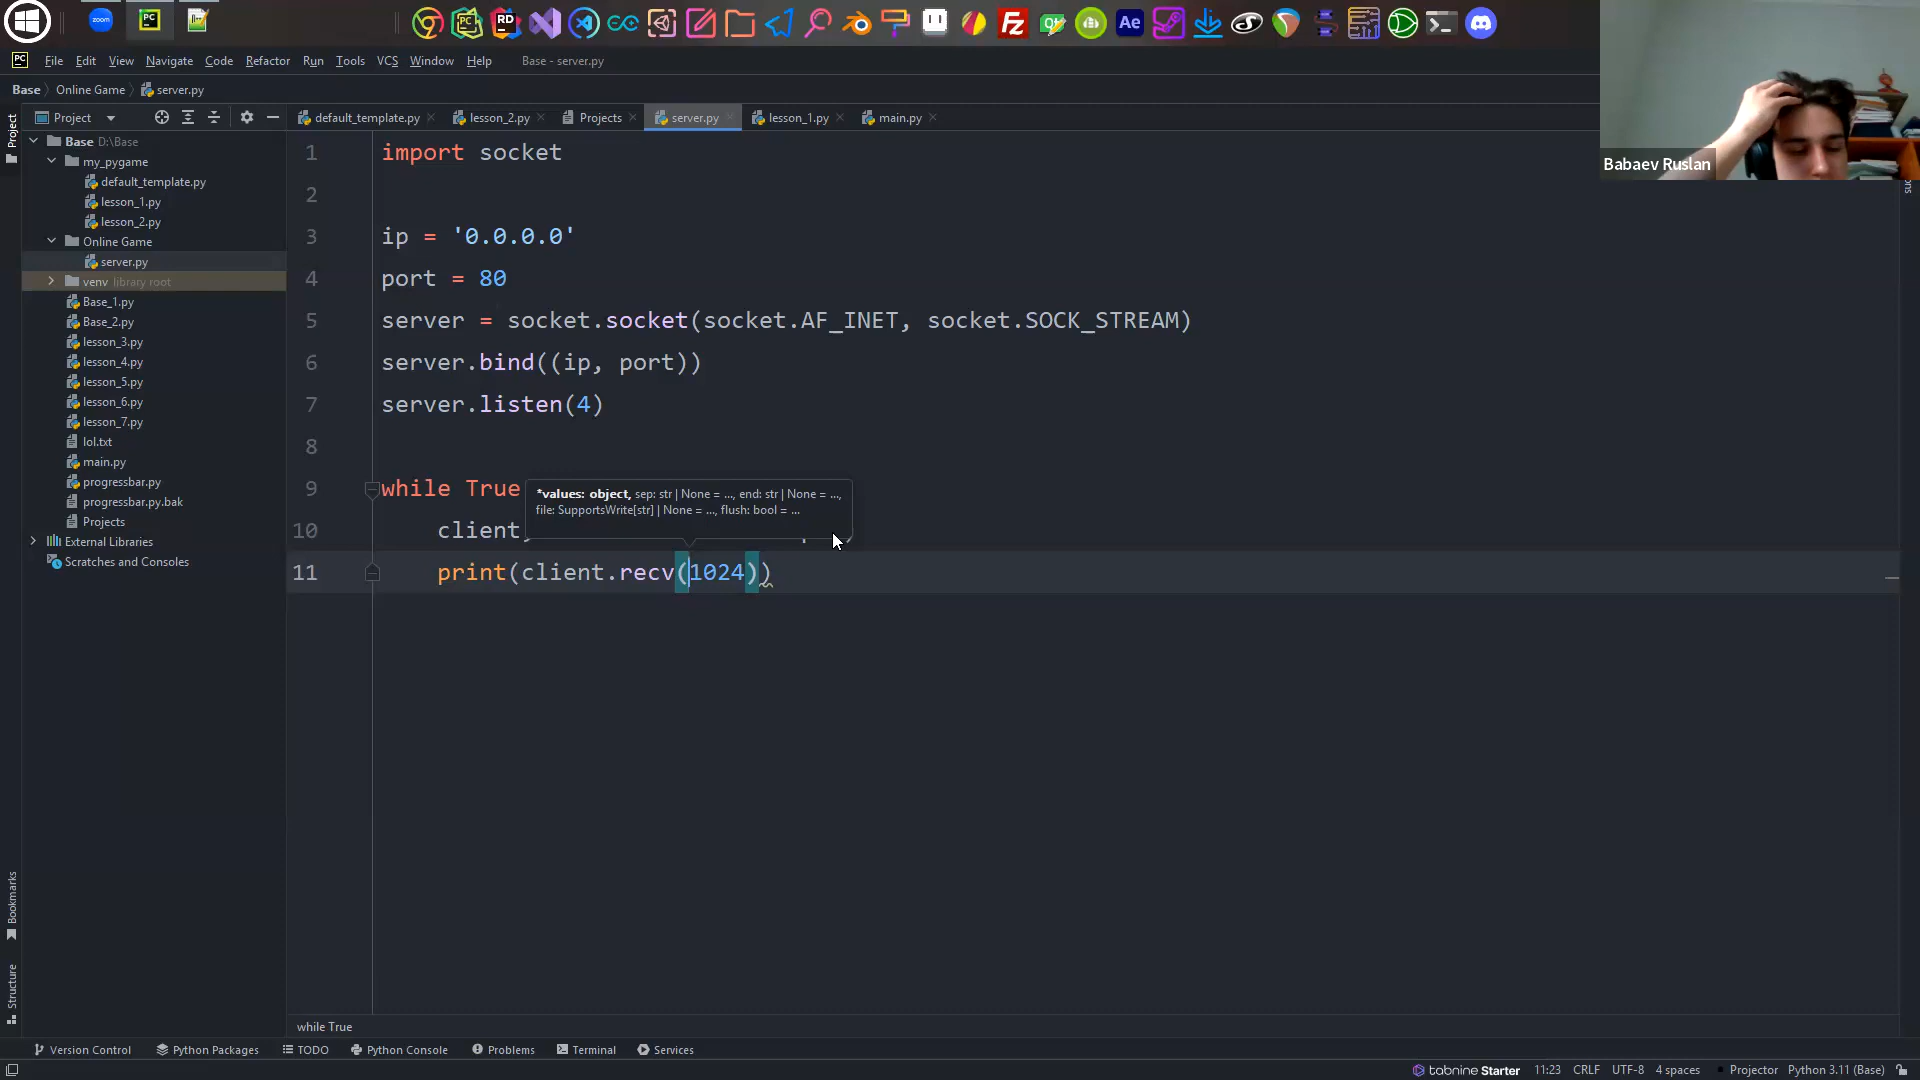 File Edit View Navigate Code Refactor Run Tools VCS Window Help Base - server.py
Base Online Game server.py
Project default_template.py lesson_2.py Projects server.py lesson_1.py main.py
Project
Base D:\Base
my_pygame
default_template.py
lesson_1.py
lesson_2.py
Online Game
server.py
venv library root
Base_1.py
Base_2.py
lesson_3.py
lesson_4.py
lesson_5.py
lesson_6.py
lesson_7.py
lol.txt
main.py
progressbar.py
progressbar.py.bak
Projects
External Libraries
Scratches and Consoles
1 import socket
2
3 ip = '0.0.0.0'
4 port = 80
5 server = socket.socket(socket.AF_INET, socket.SOCK_STREAM)
6 server.bind((ip, port))
7 server.listen(4)
8
9 while True
*values: object, sep: str | None = ..., end: str | None = ...,
file: SupportsWrite[str] | None = ..., flush: bool = ...
10 client,
11 print(client.recv(1024))
Babaev Ruslan
Bookmarks
Structure
while True
Version Control Python Packages TODO Python Console Problems Terminal Services
tabnine Starter 11:23 CRLF UTF-8 4 spaces Projector Python 3.11 (Base)
zoom
PC
PC
RD
Ae
FZ
Qt
PC